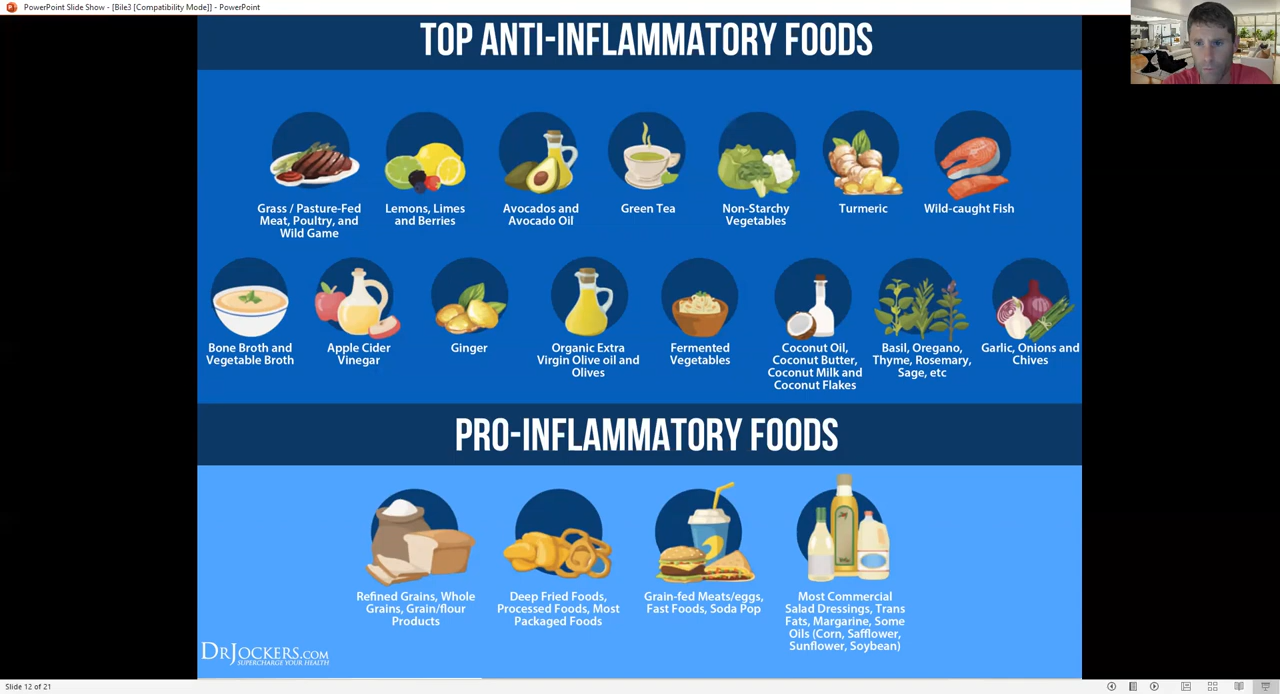 PowerPoint Slide Show - [Bile3 [Compatibility Mode]] - PowerPoint
TOP ANTI-INFLAMMATORY FOODS
Grass / Pasture-Fed
Meat, Poultry, and
Wild Game
Lemons, Limes
and Berries
Avocados and
Avocado Oil
Green Tea
Non-Starchy
Vegetables
Turmeric
Wild-caught Fish
Bone Broth and
Vegetable Broth
Apple Cider
Vinegar
Ginger
Organic Extra
Virgin Olive oil and
Olives
Fermented
Vegetables
Coconut Oil,
Coconut Butter,
Coconut Milk and
Coconut Flakes
Basil, Oregano,
Thyme, Rosemary,
Sage, etc
Garlic, Onions and
Chives
PRO-INFLAMMATORY FOODS
Refined Grains, Whole
Grains, Grain/flour
Products
Deep Fried Foods,
Processed Foods, Most
Packaged Foods
Grain-fed Meats/eggs,
Fast Foods, Soda Pop
Most Commercial
Salad Dressings, Trans
Fats, Margarine, Some
Oils (Corn, Safflower,
Sunflower, Soybean)
DRJOCKERS.COM
SUPERCHARGE YOUR HEALTH
Slide 12 of 21